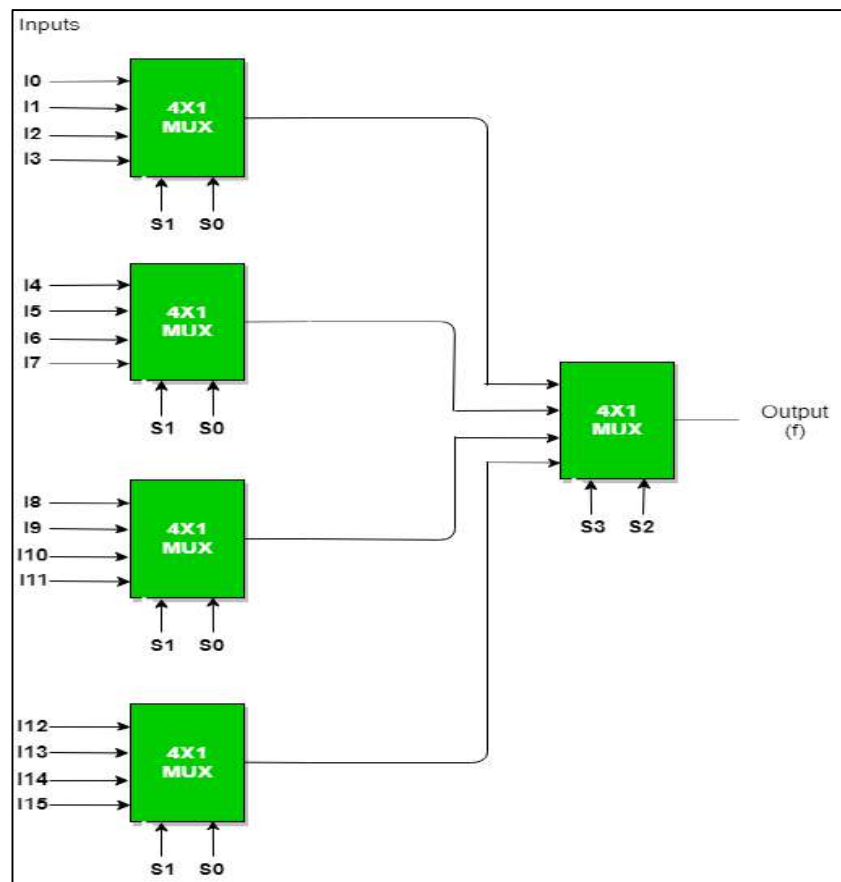 Inputs
I0
I1
I2
I3
4X1
MUX
S1 S0
I4
I5
I6
I7
4X1
MUX
S1 S0
4X1
MUX
Output
(f)
S3 S2
I8
I9
I10
I11
4X1
MUX
S1 S0
I12
I13
I14
I15
4X1
MUX
S1 S0